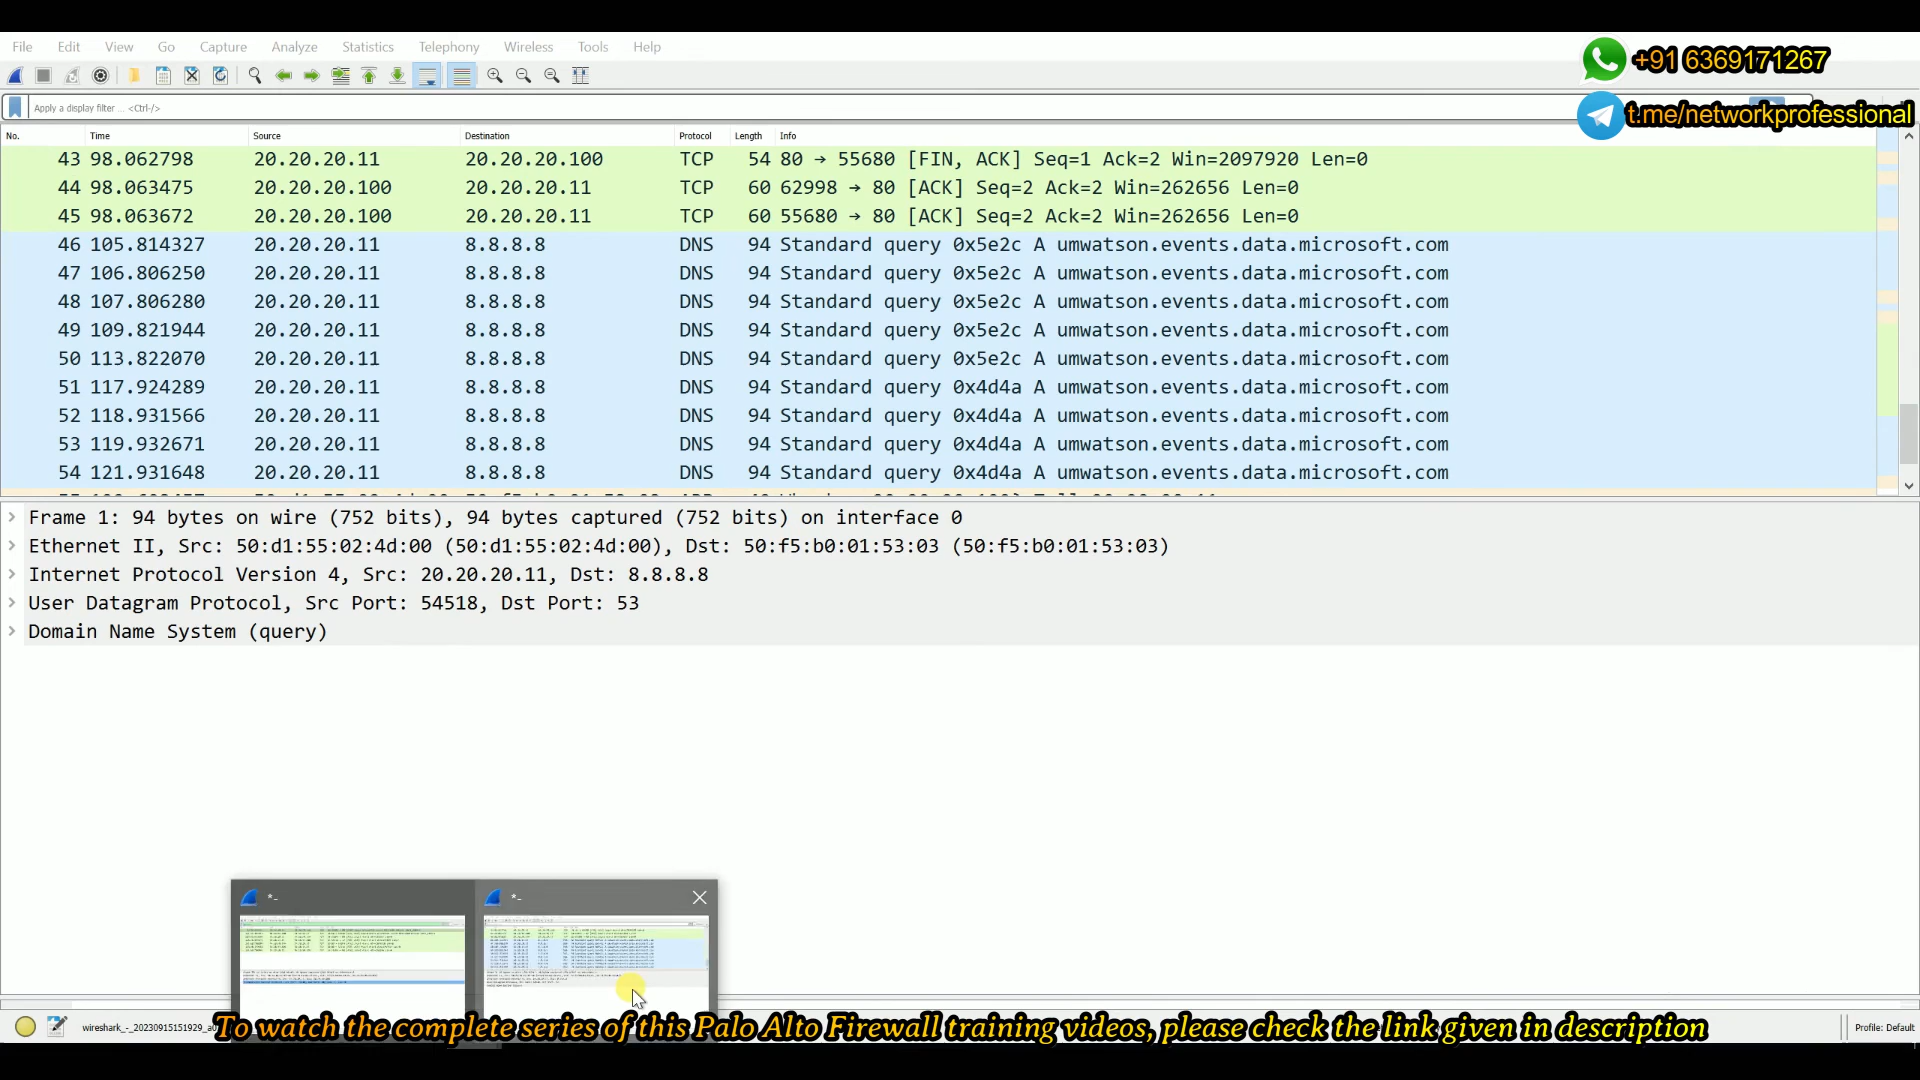 File Edit View Go Capture Analyze Statistics Telephony Wireless Tools Help
+91 6369171267
Apply a display filter ... <Ctrl-/>
t.me/networkprofessional
No. Time Source Destination Protocol Length Info
43 98.062798 20.20.20.11 20.20.20.100 TCP 54 80 → 55680 [FIN, ACK] Seq=1 Ack=2 Win=2097920 Len=0
44 98.063475 20.20.20.100 20.20.20.11 TCP 60 62998 → 80 [ACK] Seq=2 Ack=2 Win=262656 Len=0
45 98.063672 20.20.20.100 20.20.20.11 TCP 60 55680 → 80 [ACK] Seq=2 Ack=2 Win=262656 Len=0
46 105.814327 20.20.20.11 8.8.8.8 DNS 94 Standard query 0x5e2c A umwatson.events.data.microsoft.com
47 106.806250 20.20.20.11 8.8.8.8 DNS 94 Standard query 0x5e2c A umwatson.events.data.microsoft.com
48 107.806280 20.20.20.11 8.8.8.8 DNS 94 Standard query 0x5e2c A umwatson.events.data.microsoft.com
49 109.821944 20.20.20.11 8.8.8.8 DNS 94 Standard query 0x5e2c A umwatson.events.data.microsoft.com
50 113.822070 20.20.20.11 8.8.8.8 DNS 94 Standard query 0x5e2c A umwatson.events.data.microsoft.com
51 117.924289 20.20.20.11 8.8.8.8 DNS 94 Standard query 0x4d4a A umwatson.events.data.microsoft.com
52 118.931566 20.20.20.11 8.8.8.8 DNS 94 Standard query 0x4d4a A umwatson.events.data.microsoft.com
53 119.932671 20.20.20.11 8.8.8.8 DNS 94 Standard query 0x4d4a A umwatson.events.data.microsoft.com
54 121.931648 20.20.20.11 8.8.8.8 DNS 94 Standard query 0x4d4a A umwatson.events.data.microsoft.com
Frame 1: 94 bytes on wire (752 bits), 94 bytes captured (752 bits) on interface 0
Ethernet II, Src: 50:d1:55:02:4d:00 (50:d1:55:02:4d:00), Dst: 50:f5:b0:01:53:03 (50:f5:b0:01:53:03)
Internet Protocol Version 4, Src: 20.20.20.11, Dst: 8.8.8.8
User Datagram Protocol, Src Port: 54518, Dst Port: 53
Domain Name System (query)
*- *-
wireshark_-_20230915151929_a0
To watch the complete series of this Palo Alto Firewall training videos, please check the link given in description
Profile: Default